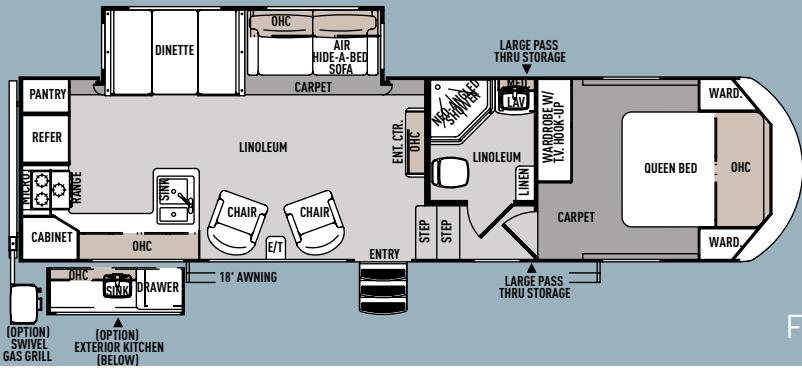 OHC
DINETTE
AIR
HIDE-A-BED
SOFA
LARGE PASS
THRU STORAGE
CARPET
PANTRY
REFER
MICRO
RANGE
CABINET
LINOLEUM
SINK
OHC
CHAIR
CHAIR
E/T
ENT. CTR.
OHC
NEO-ANGLED
SHOWER
MED.
LAV
LINOLEUM
LINEN
STEP
STEP
ENTRY
WARDROBE W/
T.V. HOOK-UP
CARPET
QUEEN BED
WARD.
OHC
WARD.
LARGE PASS
THRU STORAGE
18' AWNING
OHC
SINK
DRAWER
(OPTION)
SWIVEL
GAS GRILL
(OPTION)
EXTERIOR KITCHEN
(BELOW)
F